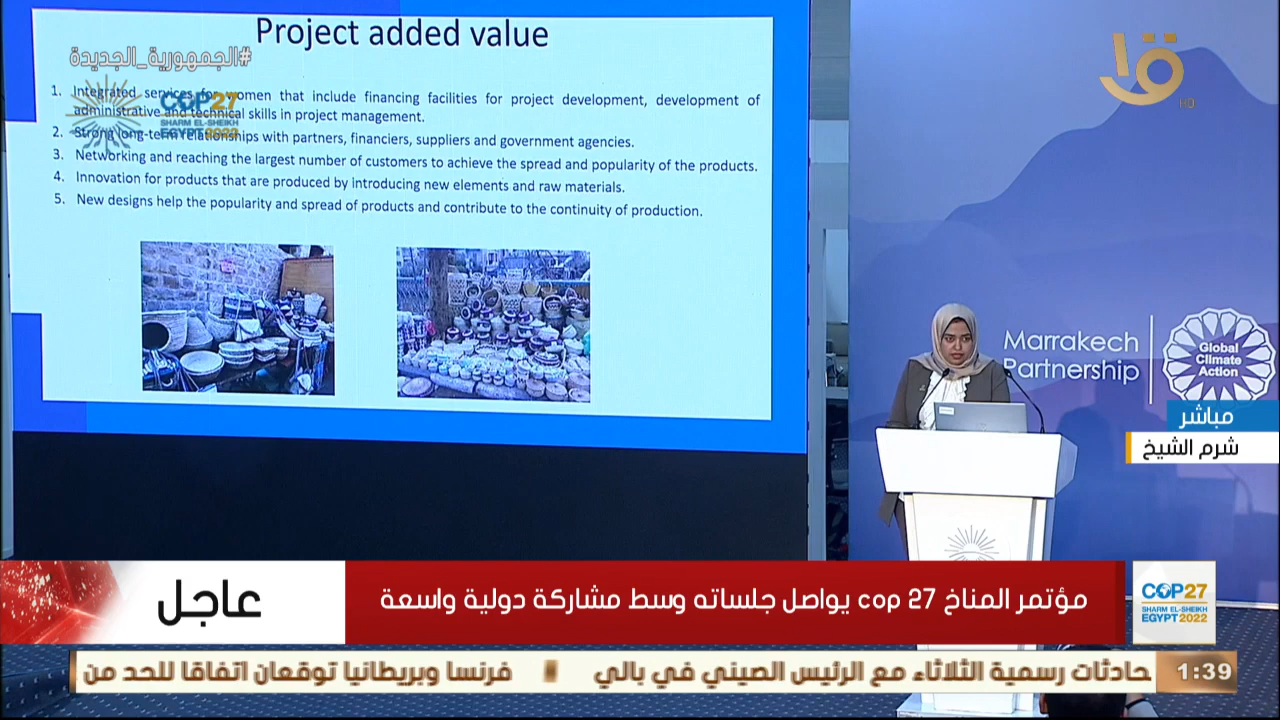 Project added value
#الجمهورية_الجديدة
1. Integrated services for women that include financing facilities for project development, development of
administrative and technical skills in project management.
2. Strong long-term relationships with partners, financiers, suppliers and government agencies.
3. Networking and reaching the largest number of customers to achieve the spread and popularity of the products.
4. Innovation for products that are produced by introducing new elements and raw materials.
5. New designs help the popularity and spread of products and contribute to the continuity of production.
COP27
SHARM EL-SHEIKH
EGYPT 2022
HD
Marrakech
Partnership
Global
Climate
Action
مباشر
شرم الشيخ
عاجل
مؤتمر المناخ cop 27 يواصل جلساته وسط مشاركة دولية واسعة
COP27
SHARM EL-SHEIKH
EGYPT 2022
1:39
حادثات رسمية الثلاثاء مع الرئيس الصيني في بالي
فرنسا وبريطانيا توقعان اتفاقا للحد من